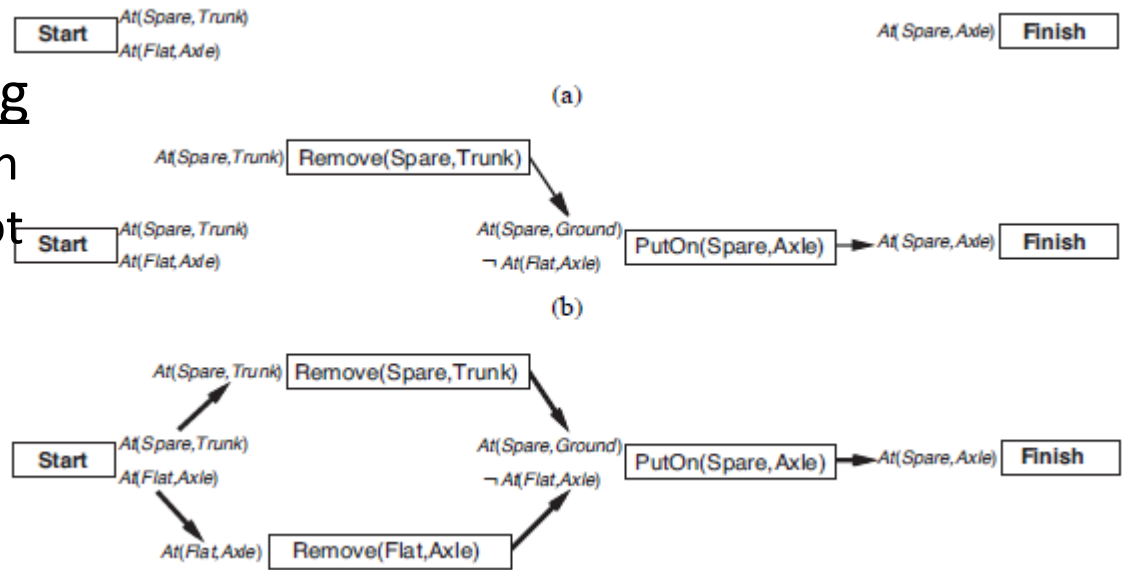 Start At(Spare,Trunk) At(Flat,Axle) At(Spare,Axle) Finish
(a)
g
n
ot
At(Spare,Trunk) Remove(Spare,Trunk)
Start At(Spare,Trunk) At(Flat,Axle) At(Spare,Ground) ¬ At(Flat,Axle) PutOn(Spare,Axle) At(Spare,Axle) Finish
(b)
At(Spare,Trunk) Remove(Spare,Trunk)
Start At(Spare,Trunk) At(Flat,Axle) At(Spare,Ground) ¬ At(Flat,Axle) PutOn(Spare,Axle) At(Spare,Axle) Finish
At(Flat,Axle) Remove(Flat,Axle)